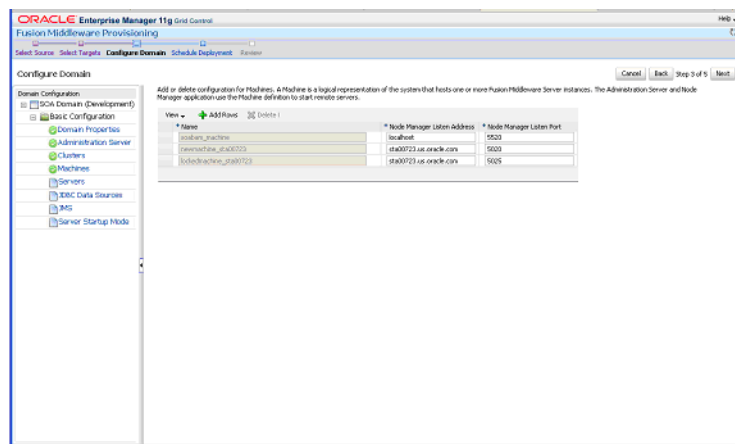 ORACLE Enterprise Manager 11g Grid Control
Help
Fusion Middleware Provisioning
Select Source Select Targets Configure Domain Schedule Deployment Review
Configure Domain
Cancel Back Step 3 of 5 Next
Add or delete configuration for Machines. A Machine is a logical representation of the system that hosts one or more Fusion Middleware Server instances. The Administration Server and Node
Manager application use the Machine definition to start remote servers.
Domain Configuration
SOA Domain (Development)
Basic Configuration
Domain Properties
Administration Server
Clusters
Machines
Servers
JDBC Data Sources
JMS
Server Startup Mode
View Add Rows Delete
* Name * Node Manager Listen Address * Node Manager Listen Port
soabam_machine localhost 5520
newmachine_sta00723 sta00723.us.oracle.com 5020
lockedmachine_sta00723 sta00723.us.oracle.com 5025